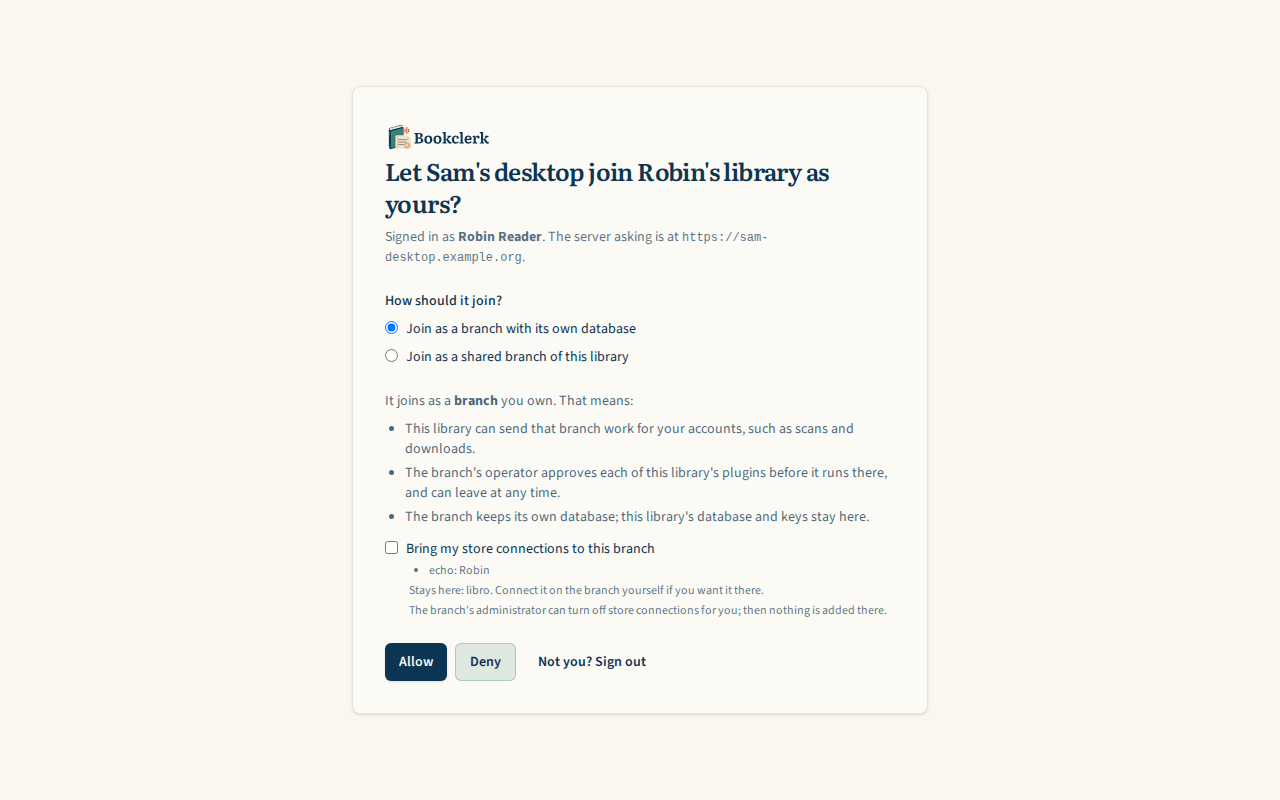 Bookclerk
Let Sam's desktop join Robin's library as
yours?
Signed in as Robin Reader. The server asking is at https://sam-
desktop.example.org.
How should it join?
Join as a branch with its own database
Join as a shared branch of this library
It joins as a branch you own. That means:
This library can send that branch work for your accounts, such as scans and
downloads.
The branch's operator approves each of this library's plugins before it runs there,
and can leave at any time.
The branch keeps its own database; this library's database and keys stay here.
Bring my store connections to this branch
echo: Robin
Stays here: libro. Connect it on the branch yourself if you want it there.
The branch's administrator can turn off store connections for you; then nothing is added there.
Allow Deny Not you? Sign out